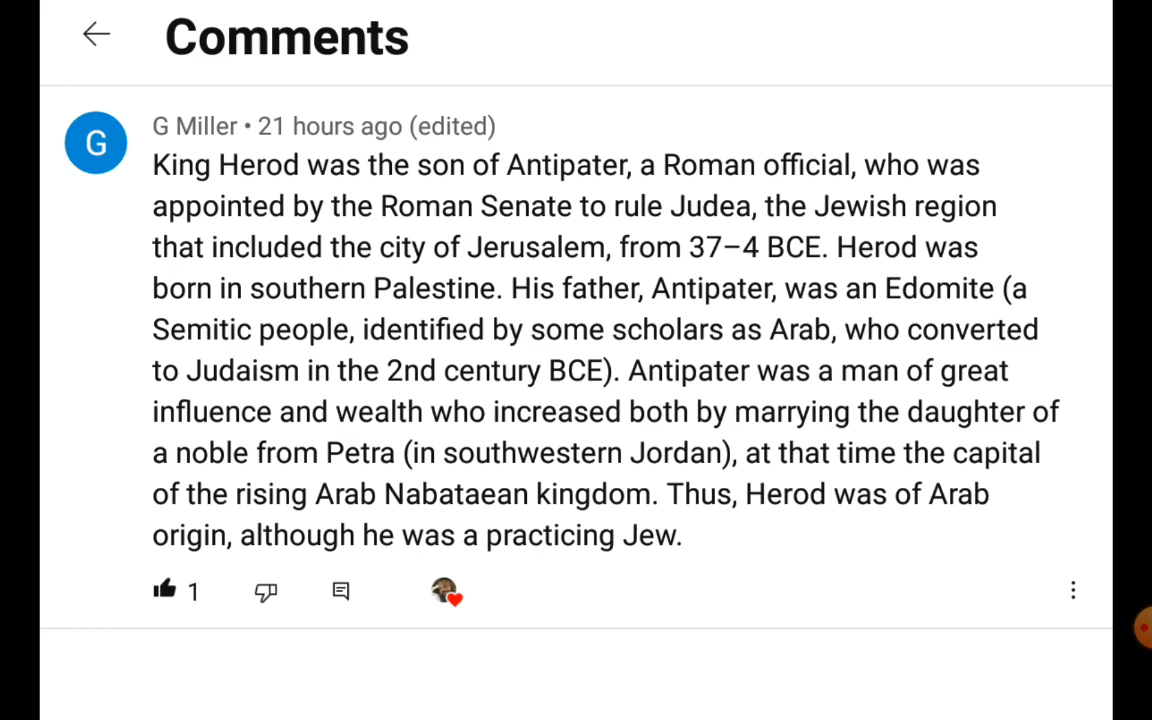 Comments
G
G Miller • 21 hours ago (edited)
King Herod was the son of Antipater, a Roman official, who was
appointed by the Roman Senate to rule Judea, the Jewish region
that included the city of Jerusalem, from 37–4 BCE. Herod was
born in southern Palestine. His father, Antipater, was an Edomite (a
Semitic people, identified by some scholars as Arab, who converted
to Judaism in the 2nd century BCE). Antipater was a man of great
influence and wealth who increased both by marrying the daughter of
a noble from Petra (in southwestern Jordan), at that time the capital
of the rising Arab Nabataean kingdom. Thus, Herod was of Arab
origin, although he was a practicing Jew.
1